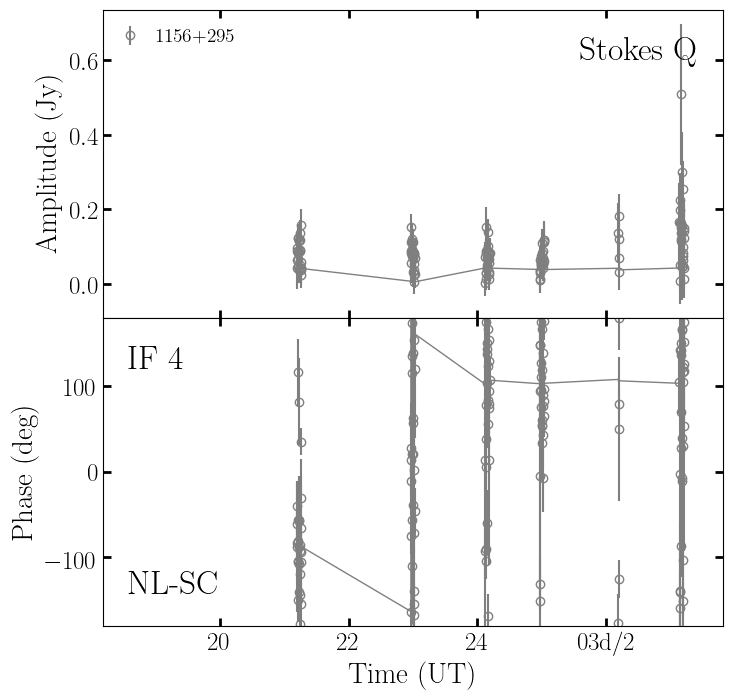 1156+295
Stokes Q
Amplitude (Jy)
0.6
0.4
0.2
0.0
IF 4
NL-SC
Phase (deg)
100
0
−100
20
22
24
03d/2
Time (UT)